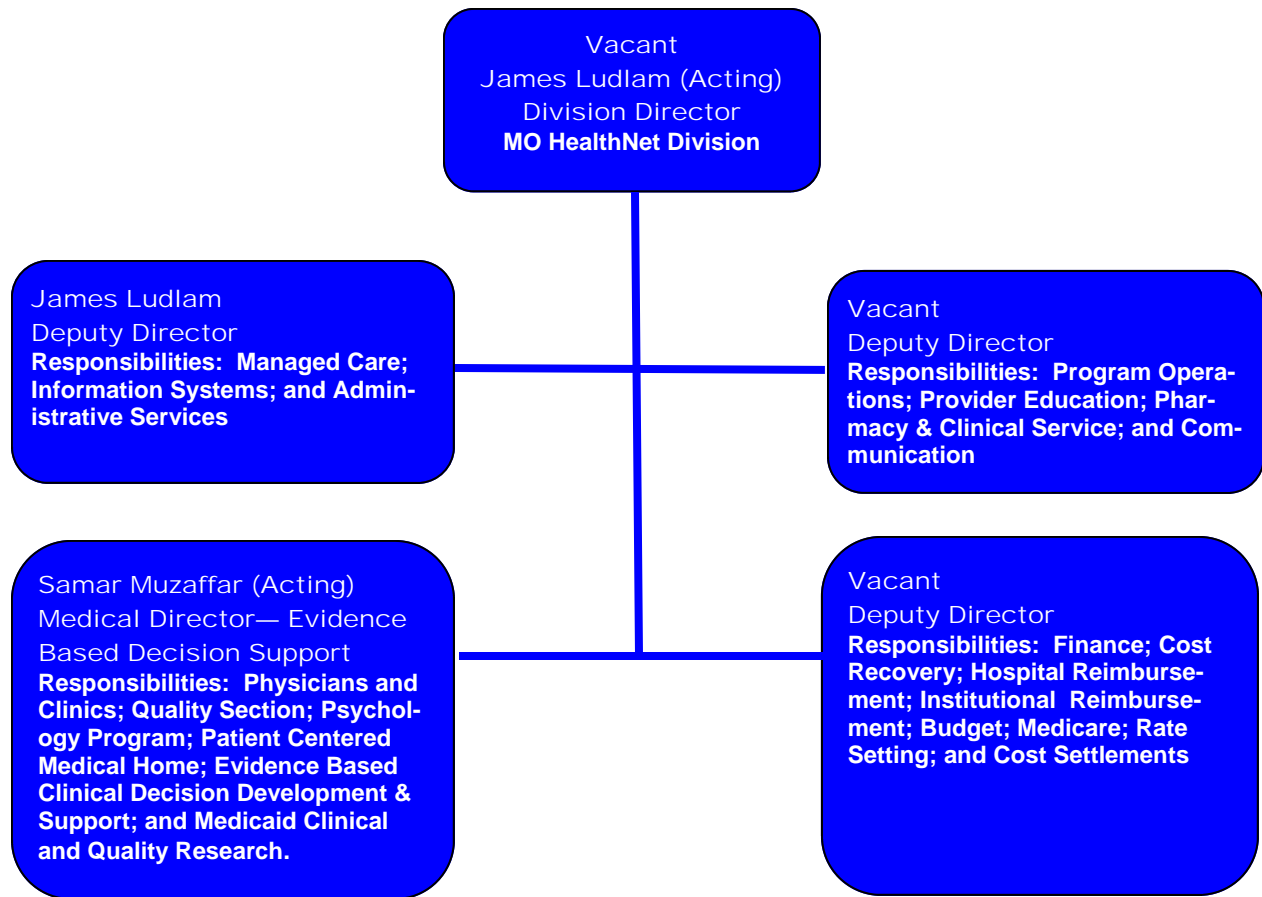 Vacant
James Ludlam (Acting)
Division Director
MO HealthNet Division
James Ludlam
Deputy Director
Responsibilities:  Managed Care;
Information Systems; and Admin-
istrative Services
Vacant
Deputy Director
Responsibilities:  Program Opera-
tions; Provider Education; Phar-
macy & Clinical Service; and Com-
munication
Samar Muzaffar (Acting)
Medical Director— Evidence
Based Decision Support
Responsibilities:  Physicians and
Clinics; Quality Section; Psychol-
ogy Program; Patient Centered
Medical Home; Evidence Based
Clinical Decision Development &
Support; and Medicaid Clinical
and Quality Research.
Vacant
Deputy Director
Responsibilities:  Finance; Cost
Recovery; Hospital Reimburse-
ment; Institutional  Reimburse-
ment; Budget; Medicare; Rate
Setting; and Cost Settlements